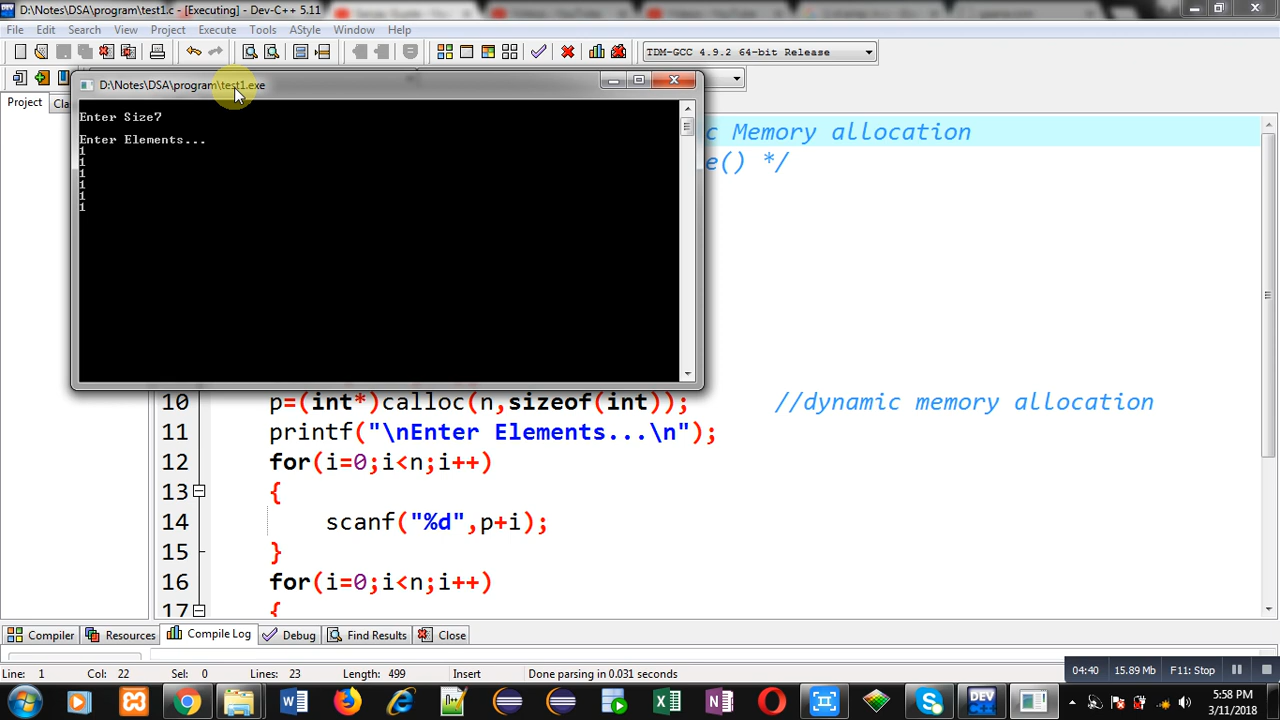 D:\Notes\DSA\program\test1.c - [Executing] - Dev-C++ 5.11
File Edit Search View Project Execute Tools AStyle Window Help
TDM-GCC 4.9.2 64-bit Release
D:\Notes\DSA\program\test1.exe
Project Cla
Enter Size7
Enter Elements...
1
1
1
1
1
1
c Memory allocation
e() */
10 p=(int*)calloc(n,sizeof(int)); //dynamic memory allocation
11 printf("\nEnter Elements...\n");
12 for(i=0;i<n;i++)
13 {
14 scanf("%d",p+i);
15 }
16 for(i=0;i<n;i++)
17 {
Compiler Resources Compile Log Debug Find Results Close
Line: 1 Col: 22 Sel: 0 Lines: 23 Length: 499 Insert Done parsing in 0.031 seconds
04:40 15.89 Mb F11: Stop
DEV
5:58 PM
3/11/2018